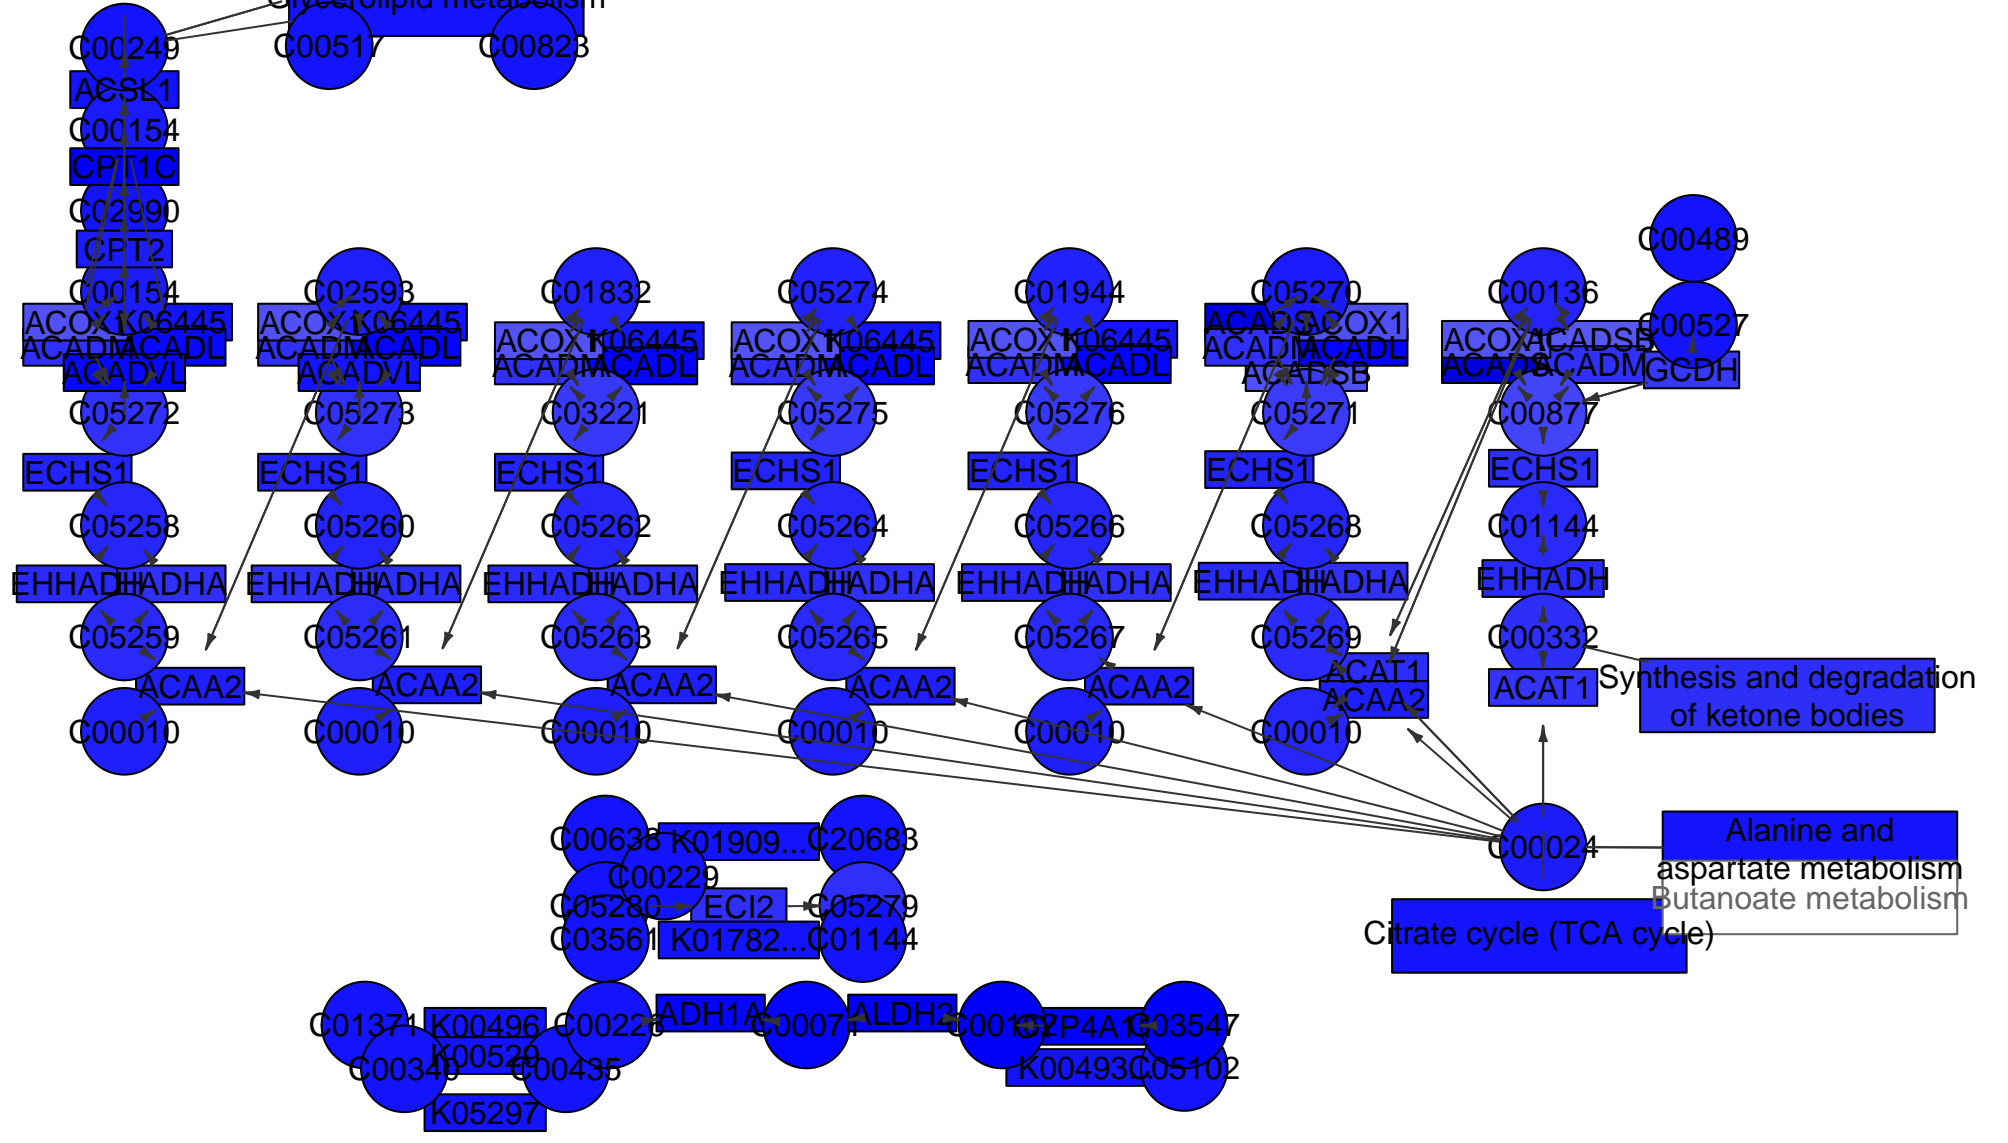 Glycerolipid metabolism
C00249
C00517
C00823
ACSL1
C00154
CPT1C
C02990
CPT2
C00154
C02593
C01832
C05274
C01944
C05270
C00136
C00489
C00527
ACOX1
K06445
ACADM
ACADL
ACADVL
ACOX1
K06445
ACADM
ACADL
ACADVL
ACOX1
K06445
ACADM
ACADL
ACOX1
K06445
ACADM
ACADL
ACOX1
K06445
ACADM
ACADL
ACADS
ACOX1
ACADM
ACADL
ACADSB
ACOX1
ACADSB
ACADS
ACADM
GCDH
C05272
C05273
C03221
C05275
C05276
C05271
C00877
ECHS1
ECHS1
ECHS1
ECHS1
ECHS1
ECHS1
ECHS1
C05258
C05260
C05262
C05264
C05266
C05268
C01144
EHHADH
HADHA
EHHADH
HADHA
EHHADH
HADHA
EHHADH
HADHA
EHHADH
HADHA
EHHADH
HADHA
EHHADH
C05259
C05261
C05263
C05265
C05267
C05269
C00332
ACAA2
ACAA2
ACAA2
ACAA2
ACAA2
ACAT1
ACAA2
ACAT1
Synthesis and degradation
of ketone bodies
C00010
C00010
C00010
C00010
C00010
C00010
C00638
K01909...
C20683
C00229
C05280
ECI2
C05279
C03561
K01782...
C01144
C00024
Alanine and
aspartate metabolism
Butanoate metabolism
Citrate cycle (TCA cycle)
C01371
K00496
C00226
ADH1A
C00071
ALDH2
C03547
K00529
C00340
C00435
K00493...
C05102
K05297